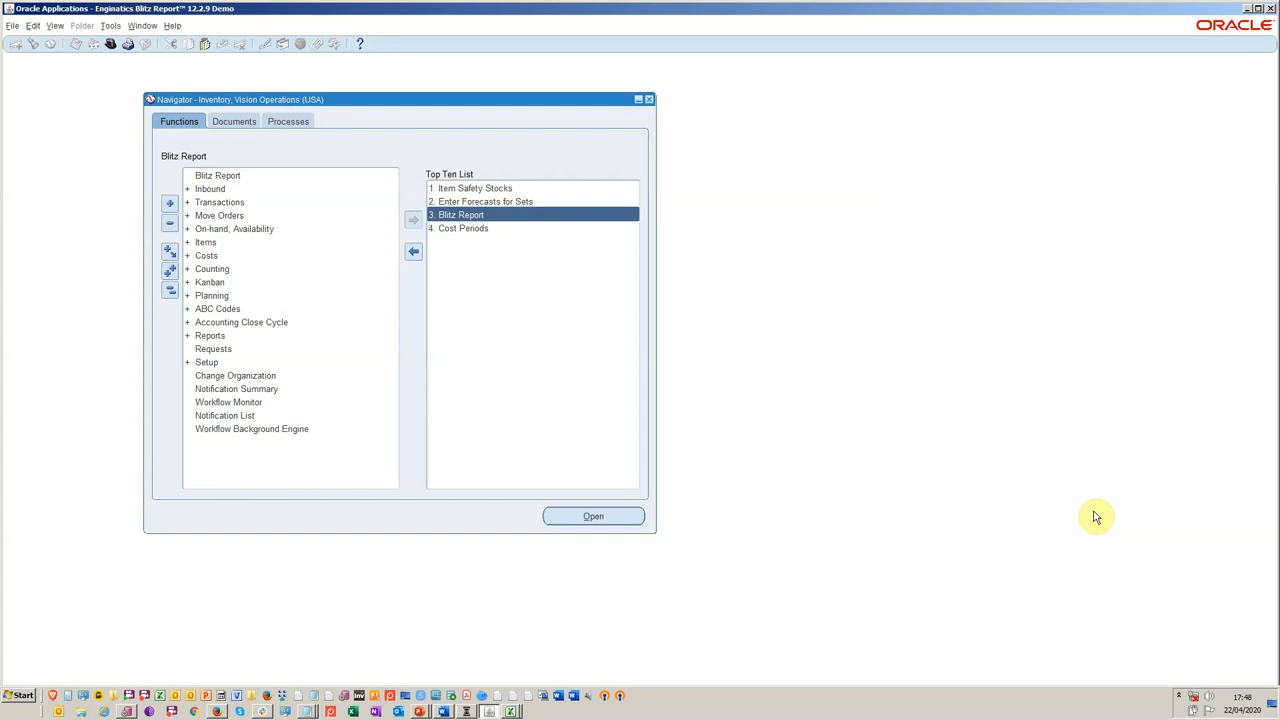 Oracle Applications - Enginatics Blitz Report™ 12.2.9 Demo
File Edit View Folder Tools Window Help
ORACLE
Navigator - Inventory, Vision Operations (USA)
Functions Documents Processes
Blitz Report
Top Ten List
Blitz Report
+ Inbound
+ Transactions
+ Move Orders
+ On-hand, Availability
+ Items
+ Costs
+ Counting
+ Kanban
+ Planning
+ ABC Codes
+ Accounting Close Cycle
+ Reports
Requests
+ Setup
Change Organization
Notification Summary
Workflow Monitor
Notification List
Workflow Background Engine
1. Item Safety Stocks
2. Enter Forecasts for Sets
3. Blitz Report
4. Cost Periods
Open
Start
Inv
17:48
22/04/2020